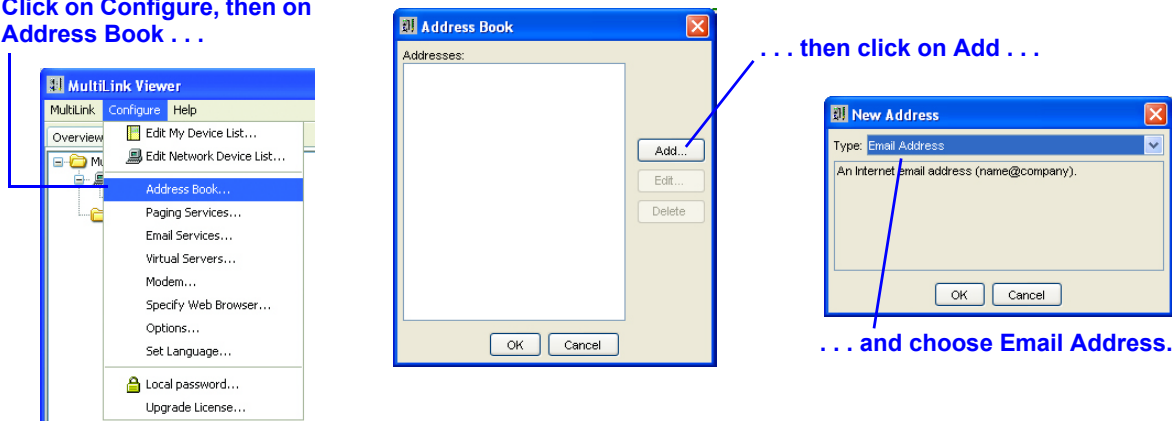 Click on Configure, then on
Address Book . . .
MultiLink Viewer
MultiLink Configure Help
Overview
Edit My Device List...
Edit Network Device List...
Address Book...
Paging Services...
Email Services...
Virtual Servers...
Modem...
Specify Web Browser...
Options...
Set Language...
Local password...
Upgrade License...
Address Book
Addresses:
Add...
Edit...
Delete
OK Cancel
. . . then click on Add . . .
New Address
Type: Email Address
An Internet email address (name@company).
OK Cancel
. . . and choose Email Address.